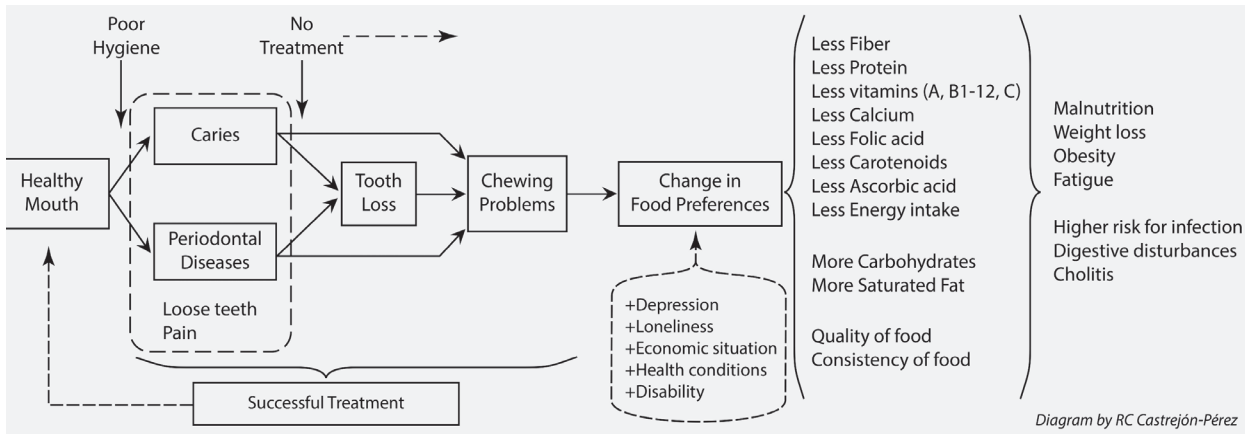 Poor
Hygiene
No
Treatment
Healthy
Mouth
Caries
Periodontal
Diseases
Loose teeth
Pain
Tooth
Loss
Chewing
Problems
Change in
Food Preferences
+Depression
+Loneliness
+Economic situation
+Health conditions
+Disability
Successful Treatment
Less Fiber
Less Protein
Less vitamins (A, B1-12, C)
Less Calcium
Less Folic acid
Less Carotenoids
Less Ascorbic acid
Less Energy intake
More Carbohydrates
More Saturated Fat
Quality of food
Consistency of food
Malnutrition
Weight loss
Obesity
Fatigue
Higher risk for infection
Digestive disturbances
Cholitis
Diagram by RC Castrejón-Pérez